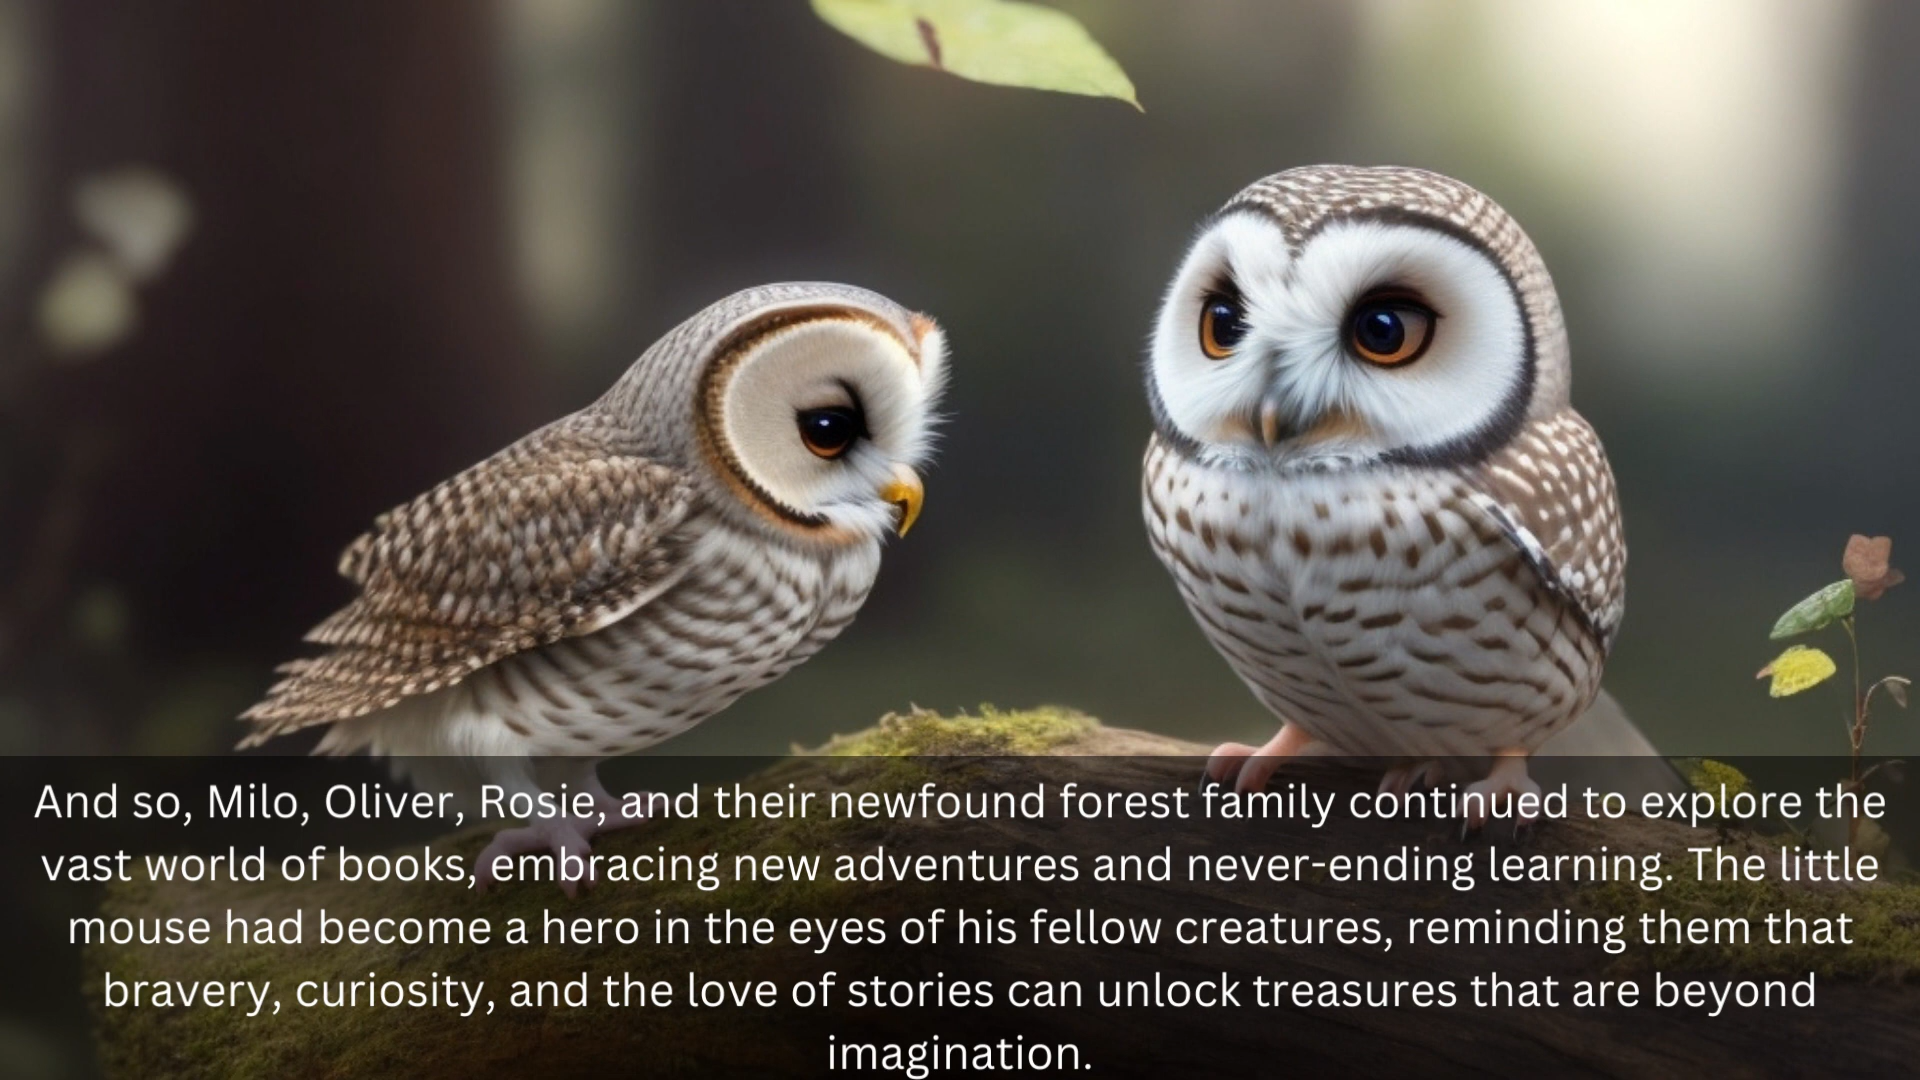 And so, Milo, Oliver, Rosie, and their newfound forest family continued to explore the
vast world of books, embracing new adventures and never-ending learning. The little
mouse had become a hero in the eyes of his fellow creatures, reminding them that
bravery, curiosity, and the love of stories can unlock treasures that are beyond
imagination.